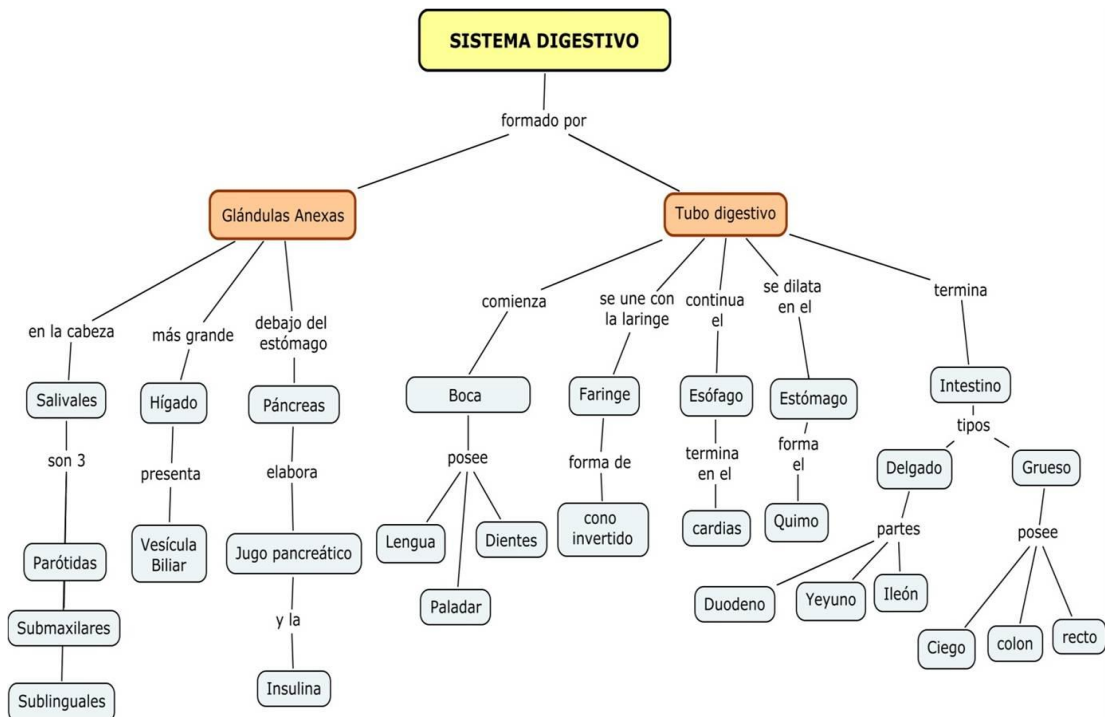 SISTEMA DIGESTIVO
formado por
Glándulas Anexas
Tubo digestivo
en la cabeza
más grande
debajo del
estómago
comienza
se une con
la laringe
continua
el
se dilata
en el
termina
Salivales
Hígado
Páncreas
Boca
Faringe
Esófago
Estómago
Intestino
son 3
presenta
elabora
posee
forma de
termina
en el
forma
el
tipos
Delgado
Grueso
Parótidas
Vesícula
Biliar
Jugo pancreático
Lengua
Paladar
Dientes
cono
invertido
cardias
Quimo
partes
posee
Submaxilares
y la
Duodeno
Yeyuno
Ileón
Ciego
colon
recto
Sublinguales
Insulina